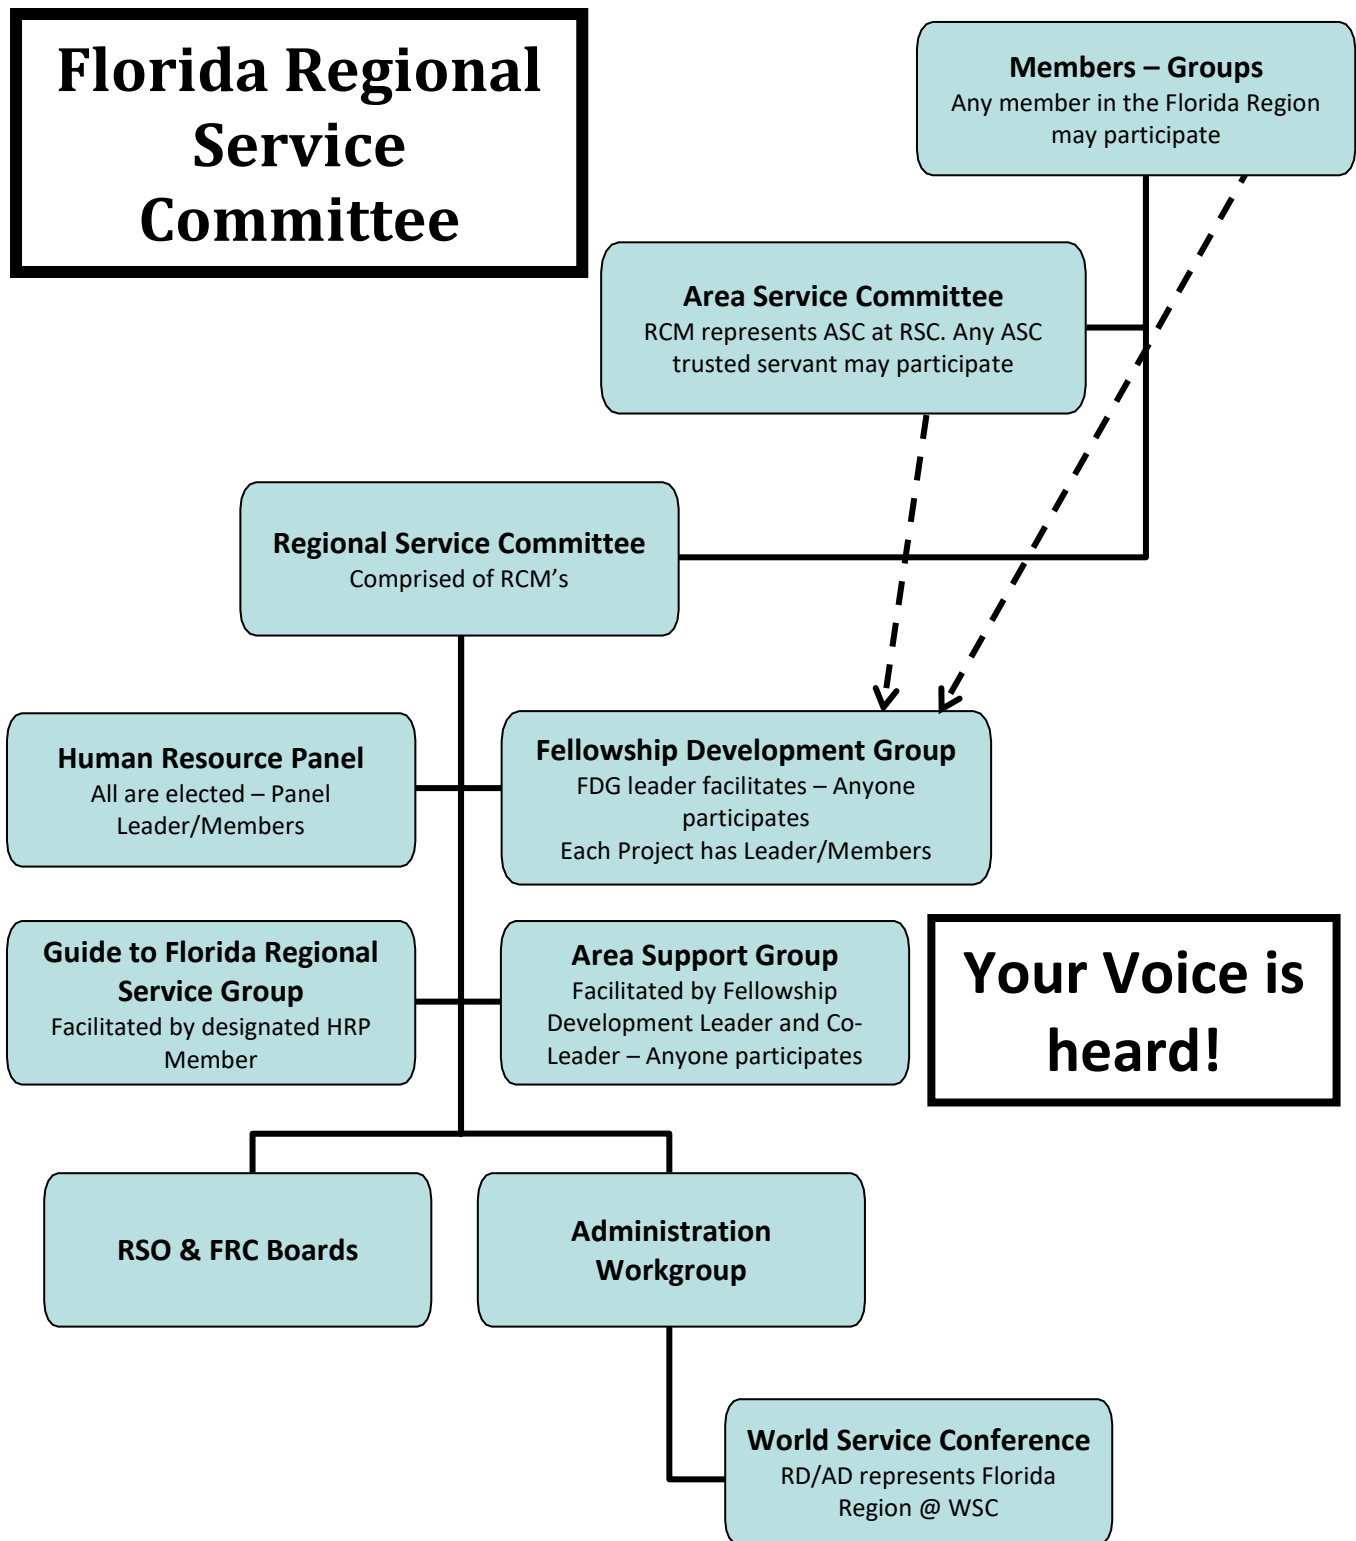 Florida Regional
Service
Committee
Members – Groups
Any member in the Florida Region
may participate
Area Service Committee
RCM represents ASC at RSC. Any ASC
trusted servant may participate
Regional Service Committee
Comprised of RCM’s
Human Resource Panel
All are elected – Panel
Leader/Members
Fellowship Development Group
FDG leader facilitates – Anyone
participates
Each Project has Leader/Members
Guide to Florida Regional
Service Group
Facilitated by designated HRP
Member
Area Support Group
Facilitated by Fellowship
Development Leader and Co-
Leader – Anyone participates
Your Voice is
heard!
RSO & FRC Boards
Administration
Workgroup
World Service Conference
RD/AD represents Florida
Region @ WSC